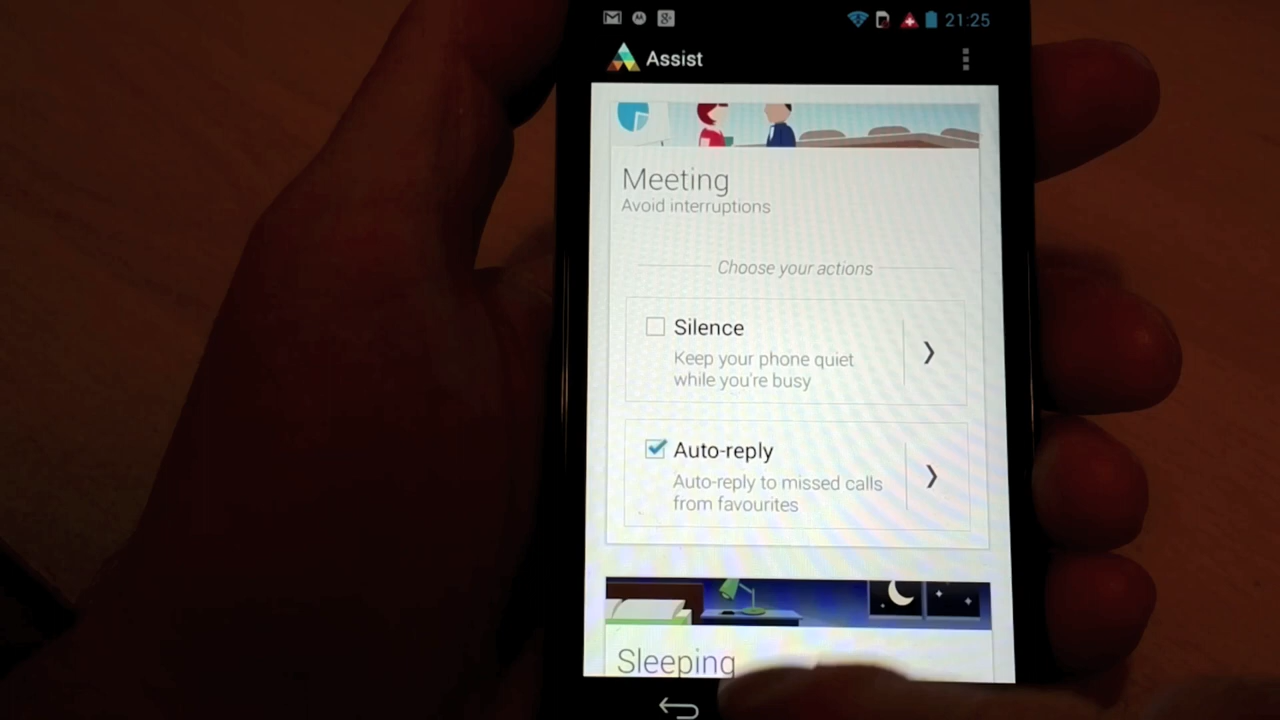 21:25
Assist
Meeting
Avoid interruptions
Choose your actions
Silence
Keep your phone quiet
while you're busy
Auto-reply
Auto-reply to missed calls
from favourites
Sleeping